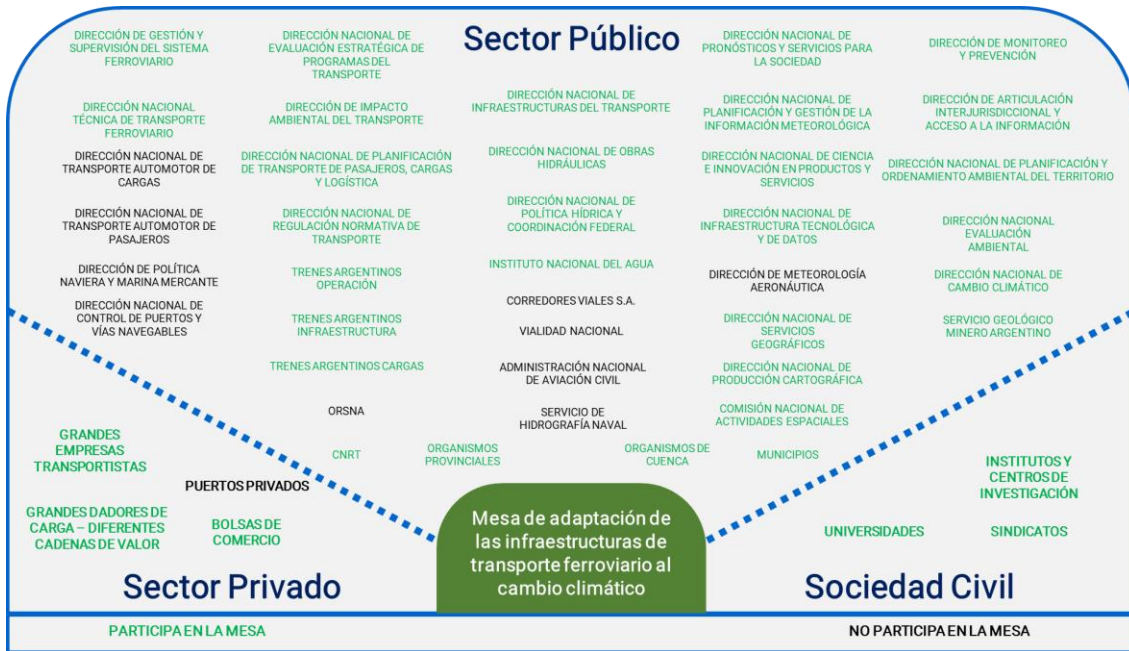 Sector Público
DIRECCIÓN DE GESTIÓN Y
SUPERVISIÓN DEL SISTEMA
FERROVIARIO
DIRECCIÓN NACIONAL
TÉCNICA DE TRANSPORTE
FERROVIARIO
DIRECCIÓN NACIONAL DE
TRANSPORTE AUTOMOTOR DE
CARGAS
DIRECCIÓN NACIONAL DE
TRANSPORTE AUTOMOTOR DE
PASAJEROS
DIRECCIÓN DE POLÍTICA
NAVIERA Y MARINA MERCANTE
DIRECCIÓN NACIONAL DE
CONTROL DE PUERTOS Y
VÍAS NAVEGABLES
DIRECCIÓN NACIONAL DE
EVALUACIÓN ESTRATÉGICA DE
PROGRAMAS DEL
TRANSPORTE
DIRECCIÓN DE IMPACTO
AMBIENTAL DEL TRANSPORTE
DIRECCIÓN NACIONAL DE PLANIFICACIÓN
DE TRANSPORTE DE PASAJEROS, CARGAS
Y LOGÍSTICA
DIRECCIÓN NACIONAL DE
REGULACIÓN NORMATIVA DE
TRANSPORTE
TRENES ARGENTINOS
OPERACIÓN
TRENES ARGENTINOS
INFRAESTRUCTURA
TRENES ARGENTINOS CARGAS
ORSNA
CNRT
DIRECCIÓN NACIONAL DE
INFRAESTRUCTURAS DEL TRANSPORTE
DIRECCIÓN NACIONAL DE OBRAS
HIDRÁULICAS
DIRECCIÓN NACIONAL DE
POLÍTICA HÍDRICA Y
COORDINACIÓN FEDERAL
INSTITUTO NACIONAL DEL AGUA
CORREDORES VIALES S.A.
VIALIDAD NACIONAL
ADMINISTRACIÓN NACIONAL
DE AVIACIÓN CIVIL
SERVICIO DE
HIDROGRAFÍA NAVAL
ORGANISMOS
PROVINCIALES
ORGANISMOS DE
CUENCA
DIRECCIÓN NACIONAL DE
PRONÓSTICOS Y SERVICIOS PARA
LA SOCIEDAD
DIRECCIÓN NACIONAL DE
PLANIFICACIÓN Y GESTIÓN DE LA
INFORMACIÓN METEOROLÓGICA
DIRECCIÓN NACIONAL DE CIENCIA
E INNOVACIÓN EN PRODUCTOS Y
SERVICIOS
DIRECCIÓN NACIONAL DE
INFRAESTRUCTURA TECNOLÓGICA
Y DE DATOS
DIRECCIÓN DE METEOROLOGÍA
AERONÁUTICA
DIRECCIÓN NACIONAL DE
SERVICIOS
GEOGRÁFICOS
DIRECCIÓN NACIONAL DE
PRODUCCIÓN CARTOGRÁFICA
COMISIÓN NACIONAL DE
ACTIVIDADES ESPACIALES
MUNICIPIOS
DIRECCIÓN DE MONITOREO
Y PREVENCIÓN
DIRECCIÓN DE ARTICULACIÓN
INTERJURISDICCIONAL Y
ACCESO A LA INFORMACIÓN
DIRECCIÓN NACIONAL DE PLANIFICACIÓN Y
ORDENAMIENTO AMBIENTAL DEL TERRITORIO
DIRECCIÓN NACIONAL
EVALUACIÓN
AMBIENTAL
DIRECCIÓN NACIONAL DE
CAMBIO CLIMÁTICO
SERVICIO GEOLÓGICO
MINERO ARGENTINO
GRANDES
EMPRESAS
TRANSPORTISTAS
PUERTOS PRIVADOS
GRANDES DADORES DE
CARGA – DIFERENTES
CADENAS DE VALOR
BOLSAS DE
COMERCIO
Sector Privado
Mesa de adaptación de
las infraestructuras de
transporte ferroviario al
cambio climático
INSTITUTOS Y
CENTROS DE
INVESTIGACIÓN
UNIVERSIDADES
SINDICATOS
Sociedad Civil
PARTICIPA EN LA MESA
NO PARTICIPA EN LA MESA